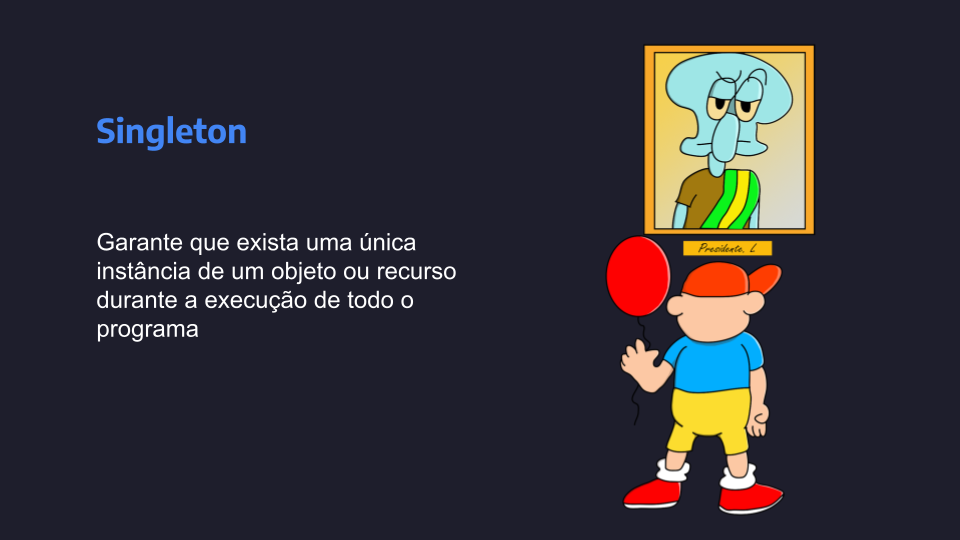 Singleton
Garante que exista uma única
instância de um objeto ou recurso
durante a execução de todo o
programa
Presidente, L